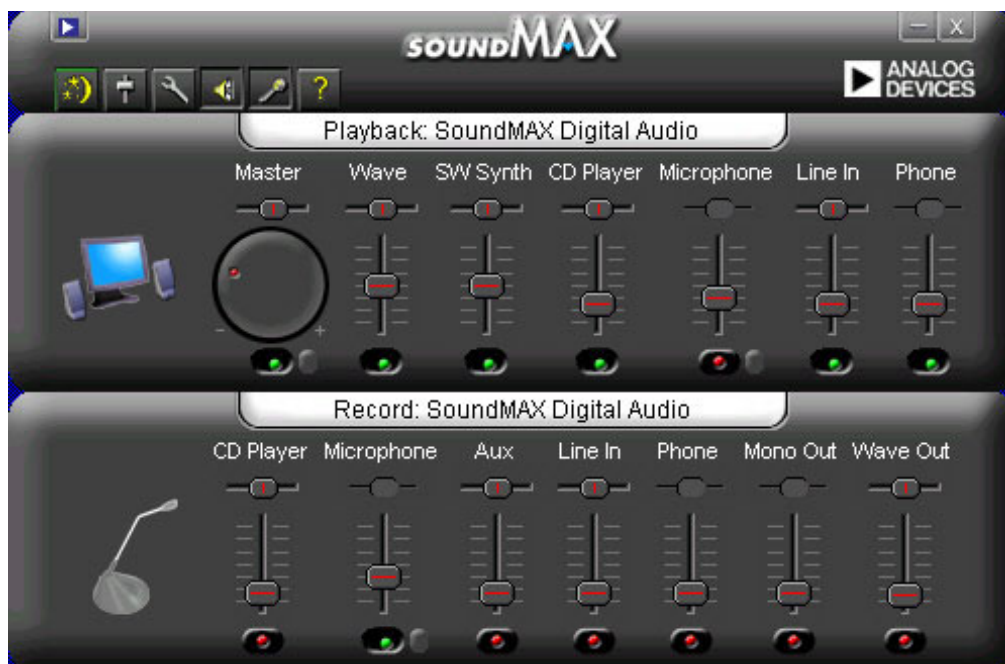 SOUNDMAX
X
?
ANALOG
DEVICES
Playback: SoundMAX Digital Audio
Master Wave SW Synth CD Player Microphone Line In Phone
- +
Record: SoundMAX Digital Audio
CD Player Microphone Aux Line In Phone Mono Out Wave Out